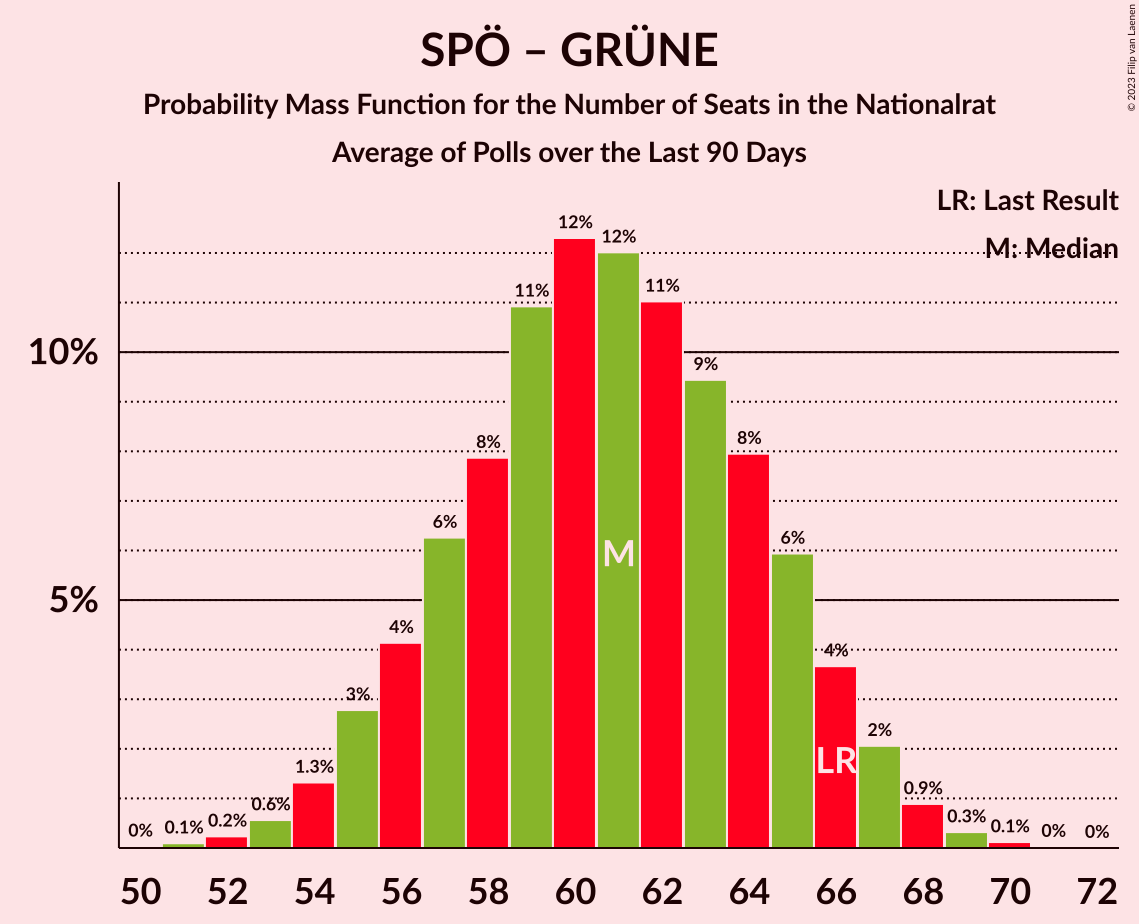 SPÖ – GRÜNE
Probability Mass Function for the Number of Seats in the Nationalrat
Average of Polls over the Last 90 Days
© 2023 Filip van Laenen
LR: Last Result
M: Median
10%
5%
0%
0.1%
0.2%
0.6%
1.3%
3%
4%
6%
8%
11%
12%
12%
11%
9%
8%
6%
4%
2%
0.9%
0.3%
0.1%
0%
0%
M
LR
50 52 54 56 58 60 62 64 66 68 70 72